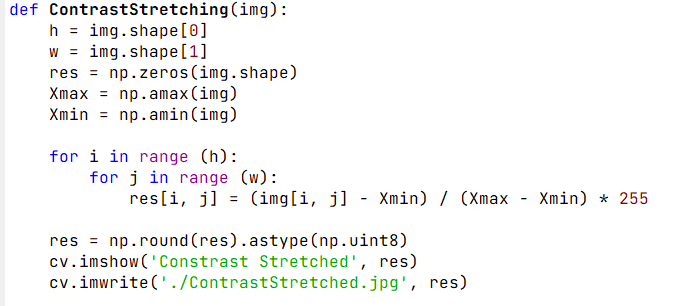 def ContrastStretching(img):
    h = img.shape[0]
    w = img.shape[1]
    res = np.zeros(img.shape)
    Xmax = np.amax(img)
    Xmin = np.amin(img)

    for i in range (h):
        for j in range (w):
            res[i, j] = (img[i, j] - Xmin) / (Xmax - Xmin) * 255

    res = np.round(res).astype(np.uint8)
    cv.imshow('Constrast Stretched', res)
    cv.imwrite('./ContrastStretched.jpg', res)